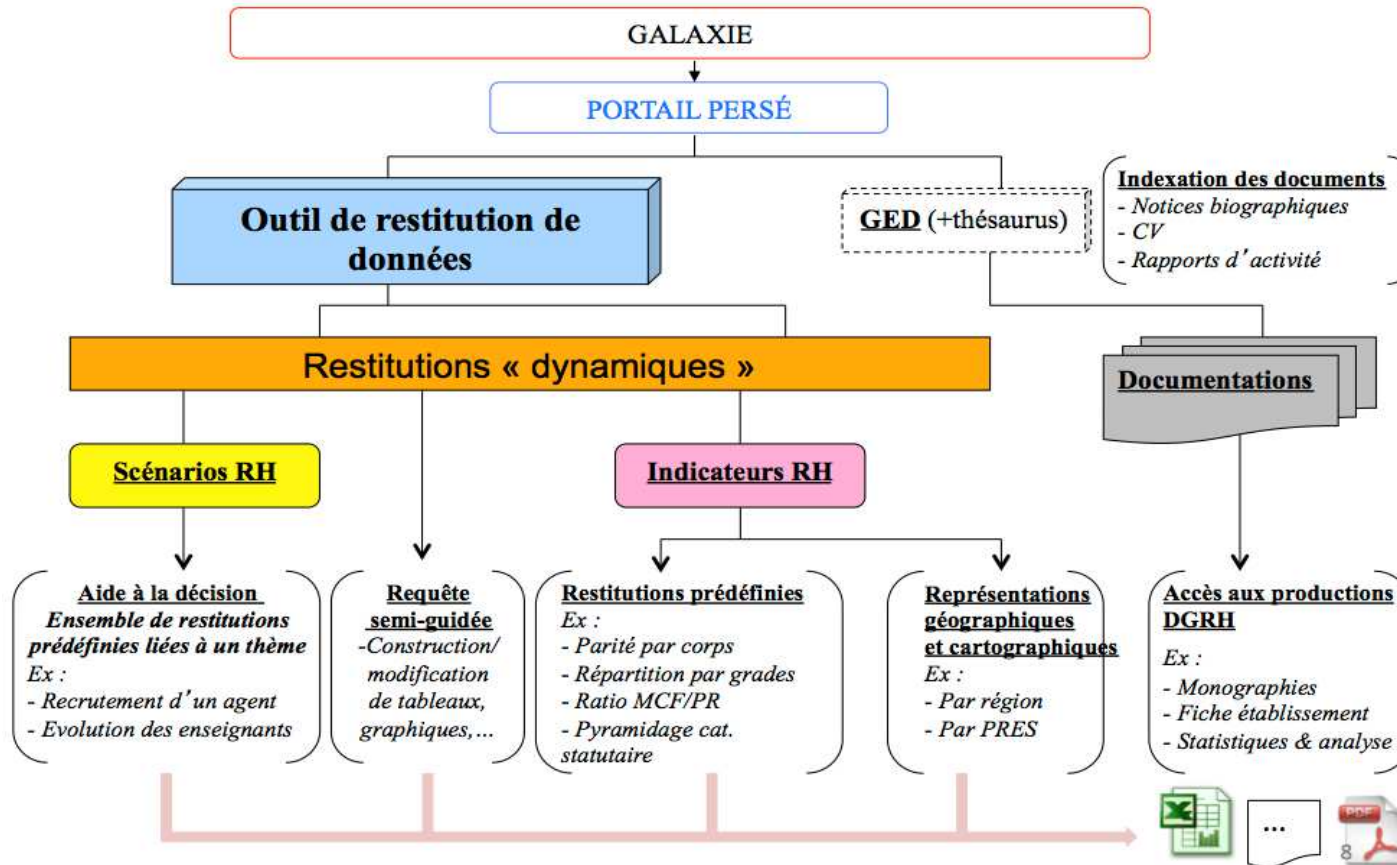 GALAXIE
PORTAIL PERSÉ
Outil de restitution de
données
GED (+thésaurus)
Indexation des documents
- Notices biographiques
- CV
- Rapports d'activité
Restitutions « dynamiques »
Documentations
Scénarios RH
Indicateurs RH
Aide à la décision
Ensemble de restitutions
prédéfinies liées à un thème
Ex :
- Recrutement d'un agent
- Evolution des enseignants
Requête
semi-guidée
-Construction/
modification
de tableaux,
graphiques,...
Restitutions prédéfinies
Ex :
- Parité par corps
- Répartition par grades
- Ratio MCF/PR
- Pyramidage cat.
statutaire
Représentations
géographiques
et cartographiques
Ex :
- Par région
- Par PRES
Accès aux productions
DGRH
Ex :
- Monographies
- Fiche établissement
- Statistiques & analyse
X
...
PDF
8